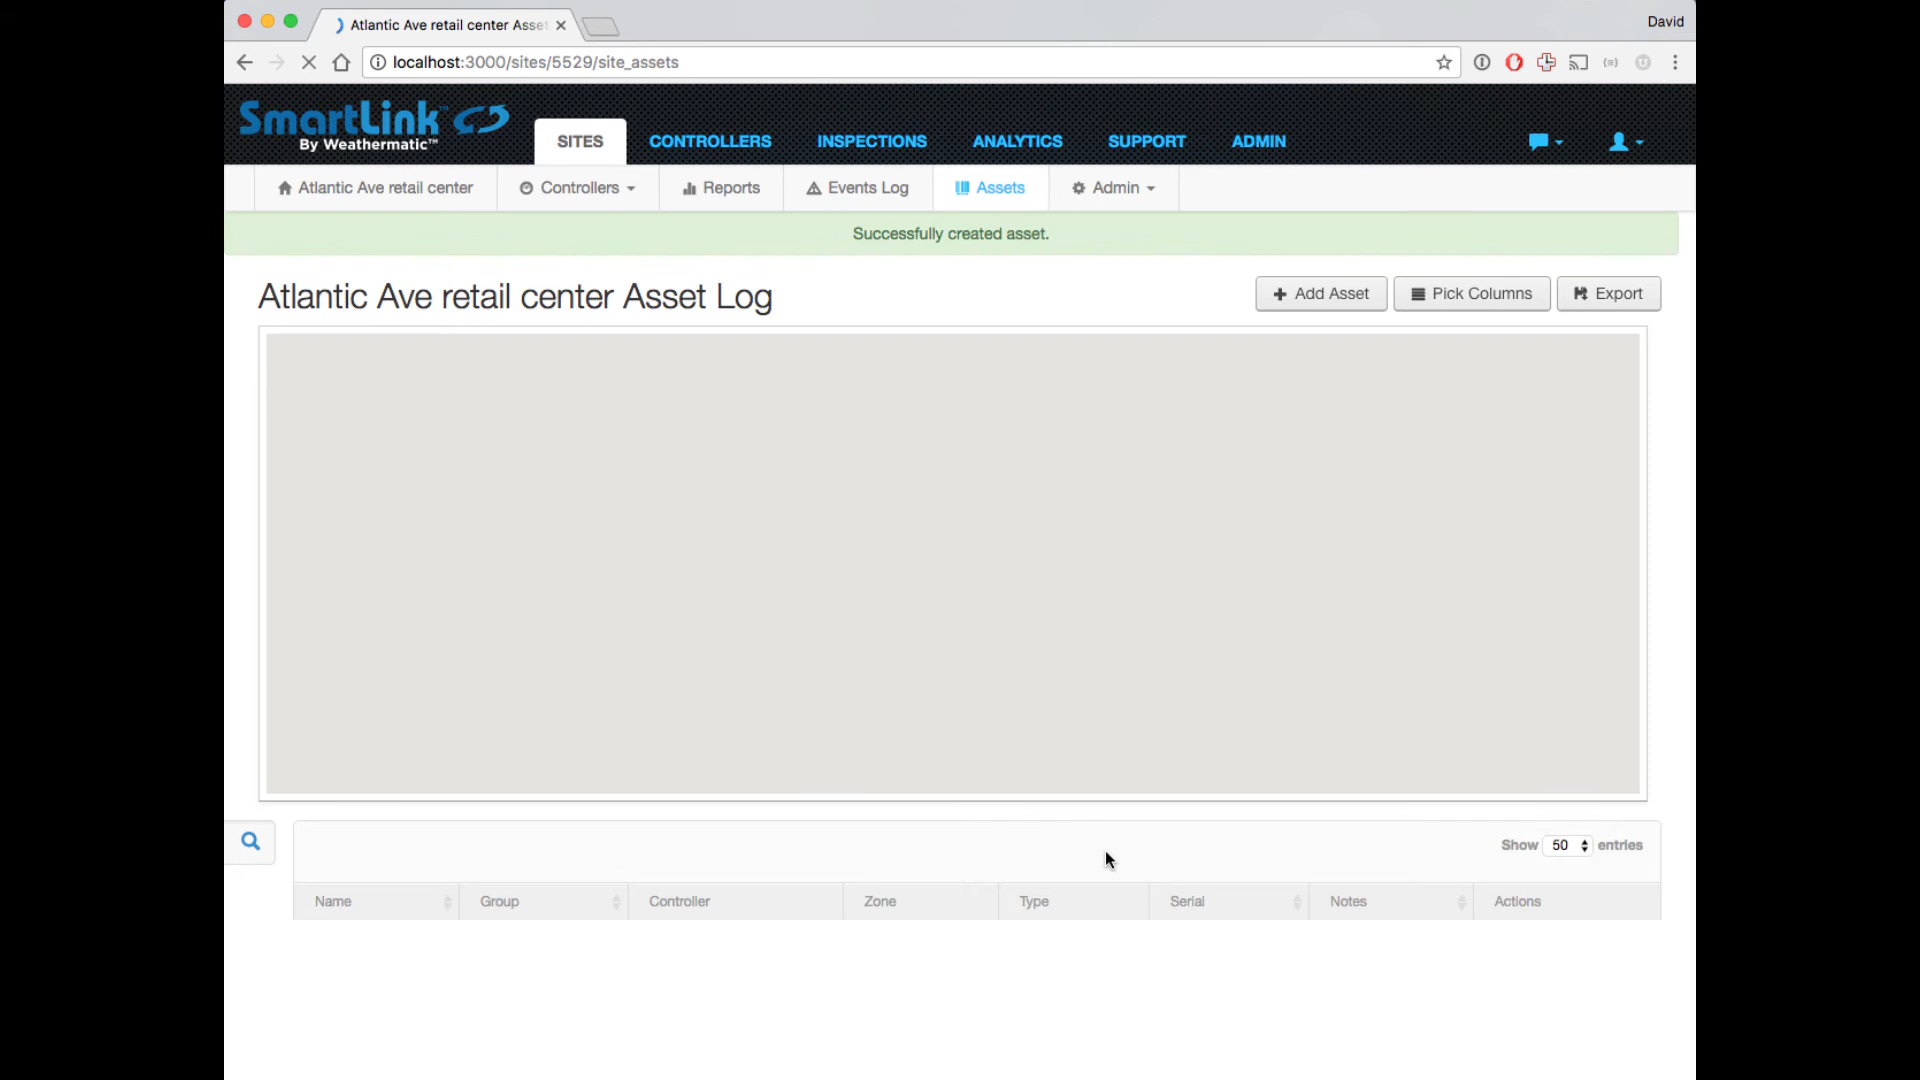 Atlantic Ave retail center Asset
David
localhost:3000/sites/5529/site_assets
SmartLink™
By Weathermatic™
SITES
CONTROLLERS
INSPECTIONS
ANALYTICS
SUPPORT
ADMIN
Atlantic Ave retail center
Controllers
Reports
Events Log
Assets
Admin
Successfully created asset.
Atlantic Ave retail center Asset Log
Add Asset
Pick Columns
Export
Show 50 entries
Name
Group
Controller
Zone
Type
Serial
Notes
Actions